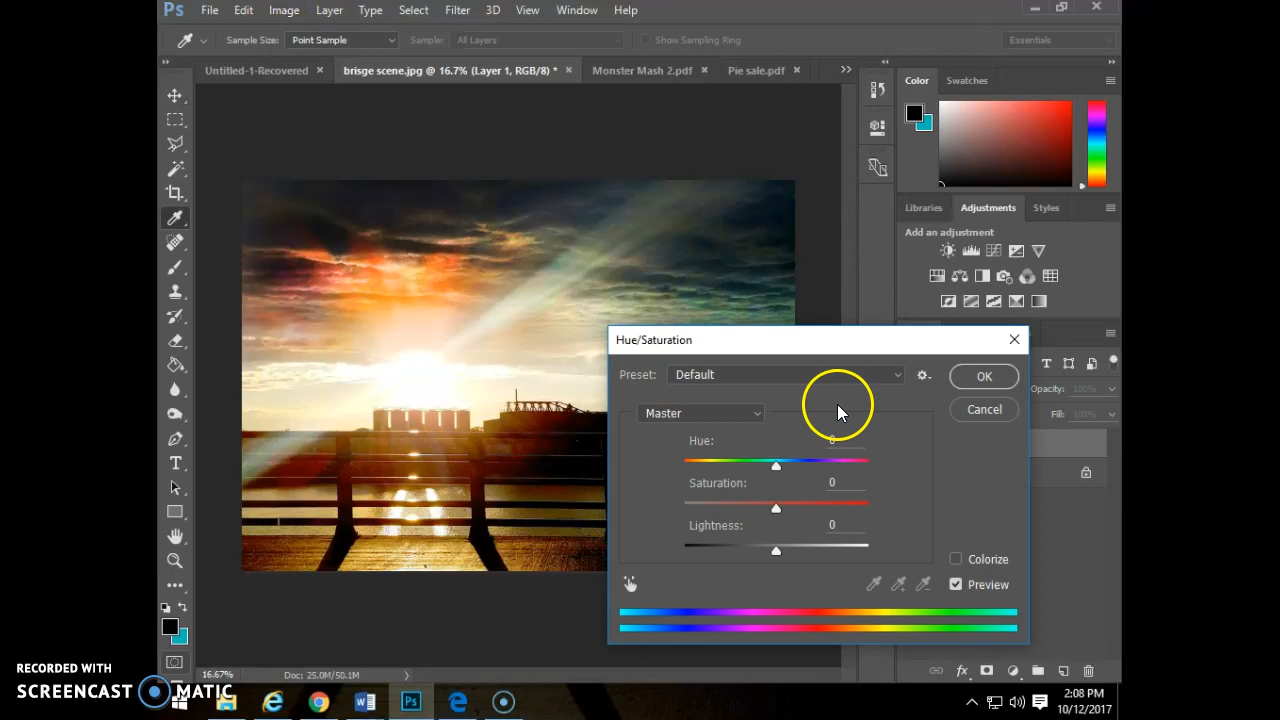 Ps File Edit Image Layer Type Select Filter 3D View Window Help
Sample Size: Point Sample Sample: All Layers Show Sampling Ring Essentials
Untitled-1-Recovered × brisge scene.jpg @ 16.7% (Layer 1, RGB/8) * × Monster Mash 2.pdf × Pie sale.pdf ×
Color Swatches
Libraries Adjustments Styles
Add an adjustment
Hue/Saturation
Preset: Default
OK
Opacity: 100%
Master
Cancel
Fill: 100%
Hue: 0
Saturation: 0
Lightness: 0
Colorize
Preview
16.67% Doc: 25.0M/50.1M
RECORDED WITH
SCREENCAST MATIC
2:08 PM
10/12/2017